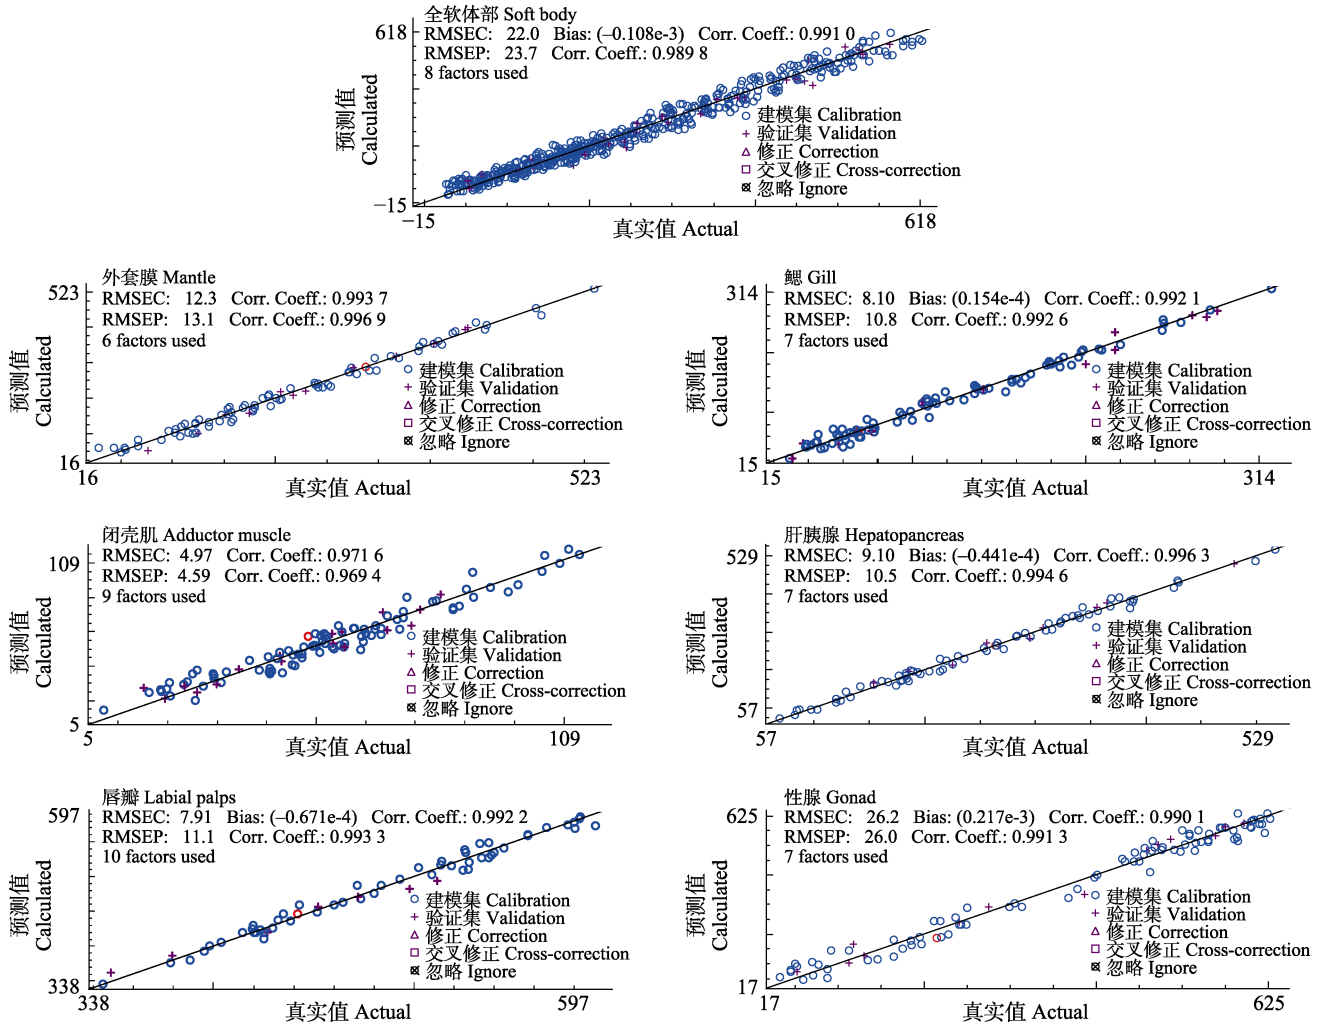 全软体部 Soft body
RMSEC: 22.0 Bias: (−0.108e-3) Corr. Coeff.: 0.991 0
RMSEP: 23.7 Corr. Coeff.: 0.989 8
8 factors used
618
预测值
Calculated
建模集 Calibration
验证集 Validation
修正 Correction
交叉修正 Cross-correction
忽略 Ignore
−15
−15
618
真实值 Actual
外套膜 Mantle
RMSEC: 12.3 Corr. Coeff.: 0.993 7
RMSEP: 13.1 Corr. Coeff.: 0.996 9
6 factors used
523
预测值
Calculated
建模集 Calibration
验证集 Validation
修正 Correction
交叉修正 Cross-correction
忽略 Ignore
16
16
523
真实值 Actual
鳃 Gill
RMSEC: 8.10 Bias: (0.154e-4) Corr. Coeff.: 0.992 1
RMSEP: 10.8 Corr. Coeff.: 0.992 6
7 factors used
314
预测值
Calculated
建模集 Calibration
验证集 Validation
修正 Correction
交叉修正 Cross-correction
忽略 Ignore
15
15
314
真实值 Actual
闭壳肌 Adductor muscle
RMSEC: 4.97 Corr. Coeff.: 0.971 6
RMSEP: 4.59 Corr. Coeff.: 0.969 4
9 factors used
109
预测值
Calculated
建模集 Calibration
验证集 Validation
修正 Correction
交叉修正 Cross-correction
忽略 Ignore
5
5
109
真实值 Actual
肝胰腺 Hepatopancreas
RMSEC: 9.10 Bias: (−0.441e-4) Corr. Coeff.: 0.996 3
RMSEP: 10.5 Corr. Coeff.: 0.994 6
7 factors used
529
预测值
Calculated
建模集 Calibration
验证集 Validation
修正 Correction
交叉修正 Cross-correction
忽略 Ignore
57
57
529
真实值 Actual
唇瓣 Labial palps
RMSEC: 7.91 Bias: (−0.671e-4) Corr. Coeff.: 0.992 2
RMSEP: 11.1 Corr. Coeff.: 0.993 3
10 factors used
597
预测值
Calculated
建模集 Calibration
验证集 Validation
修正 Correction
交叉修正 Cross-correction
忽略 Ignore
338
338
597
真实值 Actual
性腺 Gonad
RMSEC: 26.2 Bias: (0.217e-3) Corr. Coeff.: 0.990 1
RMSEP: 26.0 Corr. Coeff.: 0.991 3
7 factors used
625
预测值
Calculated
建模集 Calibration
验证集 Validation
修正 Correction
交叉修正 Cross-correction
忽略 Ignore
17
17
625
真实值 Actual